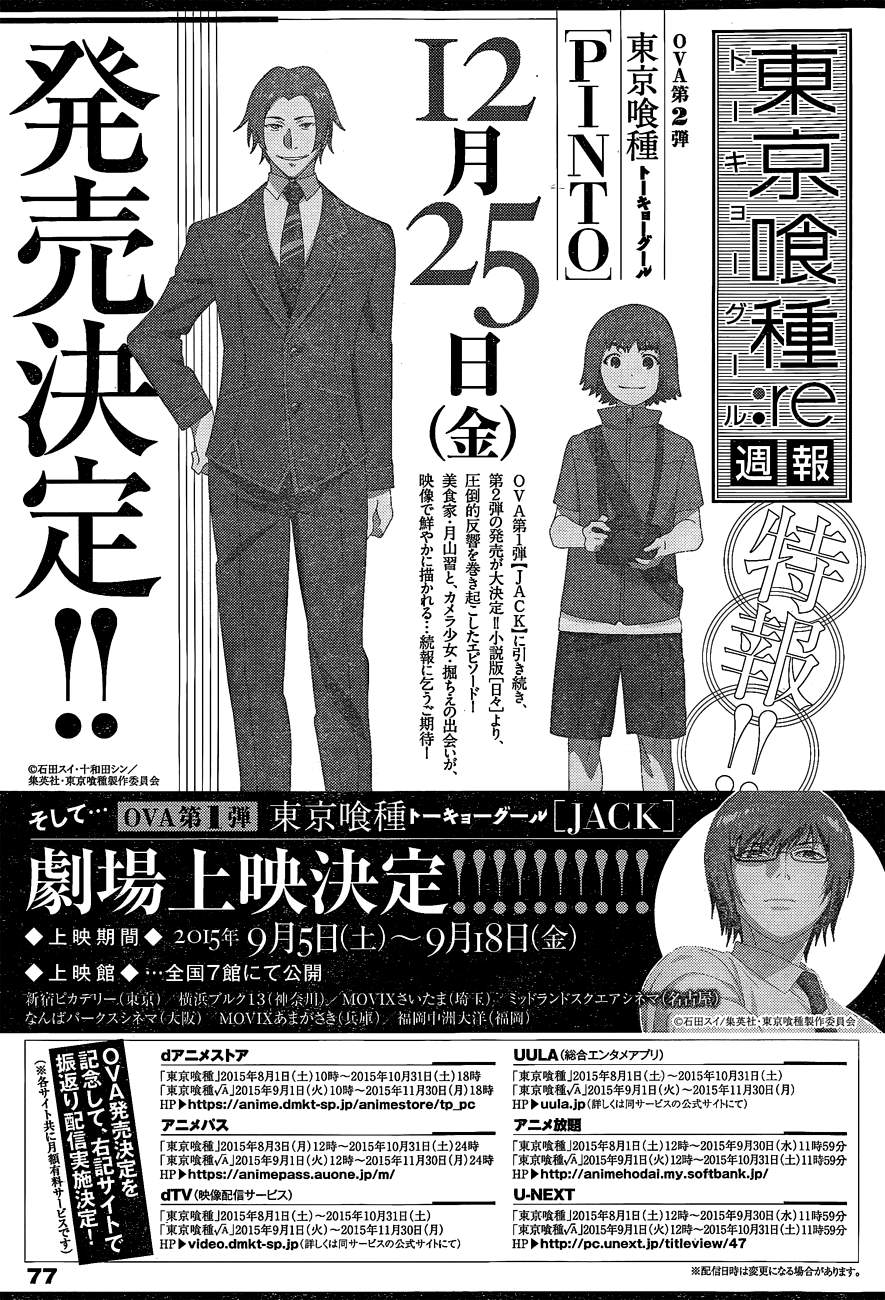 東京喰種:re
トーキョーグール
週報
特報!!
OVA第2弾
東京喰種トーキョーグール
[PINTO]
12月25日(金)
発売決定!!
OVA第1弾【JACK】に引き続き、
第2弾の発売が大決定!!小説版[日々]より、
圧倒的反響を巻き起こしたエピソード!
美食家・月山習と、カメラ少女・掘ちえの出会いが、
映像で鮮やかに描かれる…続報に乞うご期待!
©石田スイ・十和田シン/
集英社・東京喰種製作委員会
そして… OVA第1弾 東京喰種トーキョーグール[JACK]
劇場上映決定!!!!!!!!!
◆上映期間◆ 2015年 9月5日(土)〜9月18日(金)
◆上映館◆…全国7館にて公開
新宿ピカデリー(東京)/横浜ブルク13(神奈川)/MOVIXさいたま(埼玉)/ミッドランドスクエアシネマ(名古屋)
なんばパークスシネマ(大阪)/MOVIXあまがさき(兵庫)/福岡中洲大洋(福岡)
©石田スイ/集英社・東京喰種製作委員会
OVA発売決定を
記念して、右記サイトで
振返り配信実施決定!
(※各サイト共に月額有料サービスです)
dアニメストア
「東京喰種」2015年8月1日(土)10時〜2015年10月31日(土)18時
「東京喰種√A」2015年9月1日(火)10時〜2015年11月30日(月)18時
HP▶https://anime.dmkt-sp.jp/animestore/tp_pc
アニメパス
「東京喰種」2015年8月3日(月)12時〜2015年10月31日(土)24時
「東京喰種√A」2015年9月1日(火)12時〜2015年11月30日(月)24時
HP▶https://animepass.auone.jp/m/
dTV(映像配信サービス)
「東京喰種」2015年8月1日(土)〜2015年10月31日(土)
「東京喰種√A」2015年9月1日(火)〜2015年11月30日(月)
HP▶video.dmkt-sp.jp(詳しくは同サービスの公式サイトにて)
UULA(総合エンタメアプリ)
「東京喰種」2015年8月1日(土)〜2015年10月31日(土)
「東京喰種√A」2015年9月1日(火)〜2015年11月30日(月)
HP▶uula.jp(詳しくは同サービスの公式サイトにて)
アニメ放題
「東京喰種」2015年8月1日(土)12時〜2015年9月30日(水)11時59分
「東京喰種√A」2015年9月1日(火)12時〜2015年10月31日(土)11時59分
HP▶http://animehodai.my.softbank.jp/
U-NEXT
「東京喰種」2015年8月1日(土)12時〜2015年9月30日(水)11時59分
「東京喰種√A」2015年9月1日(火)12時〜2015年10月31日(土)11時59分
HP▶http://pc.unext.jp/titleview/47
77
※配信日時は変更になる場合があります。